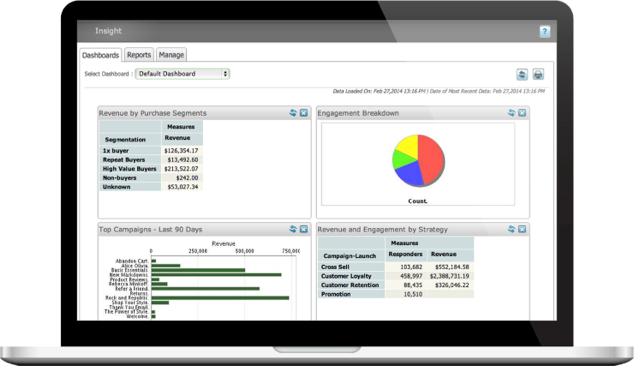 Insight
?
Dashboards Reports Manage
Select Dashboard : Default Dashboard
Data Loaded On: Feb 27,2014 13:16 PM | Date of Most Recent Data: Feb 27,2014 13:16 PM
Revenue by Purchase Segments
Measures
Segmentation Revenue
1x buyer $126,354.17
Repeat Buyers $13,492.60
High Value Buyers $213,522.07
Non-buyers $242.00
Unknown $53,027.34
Engagement Breakdown
Count
Top Campaigns - Last 90 Days
Revenue
0 250,000 500,000 750,000
Abandon Cart
Alice Olivia
Basic Essentials
New Markdowns
Product Reviews
Rebecca Minkoff
Refer a Friend
Returns
Rock and Republic
Shop Your Style
Thank You Email
The Power of Style
Welcome
Revenue and Engagement by Strategy
Measures
Campaign-Launch Responders Revenue
Cross Sell 103,682 $552,184.58
Customer Loyalty 458,997 $2,388,731.19
Customer Retention 88,435 $326,046.22
Promotion 10,510